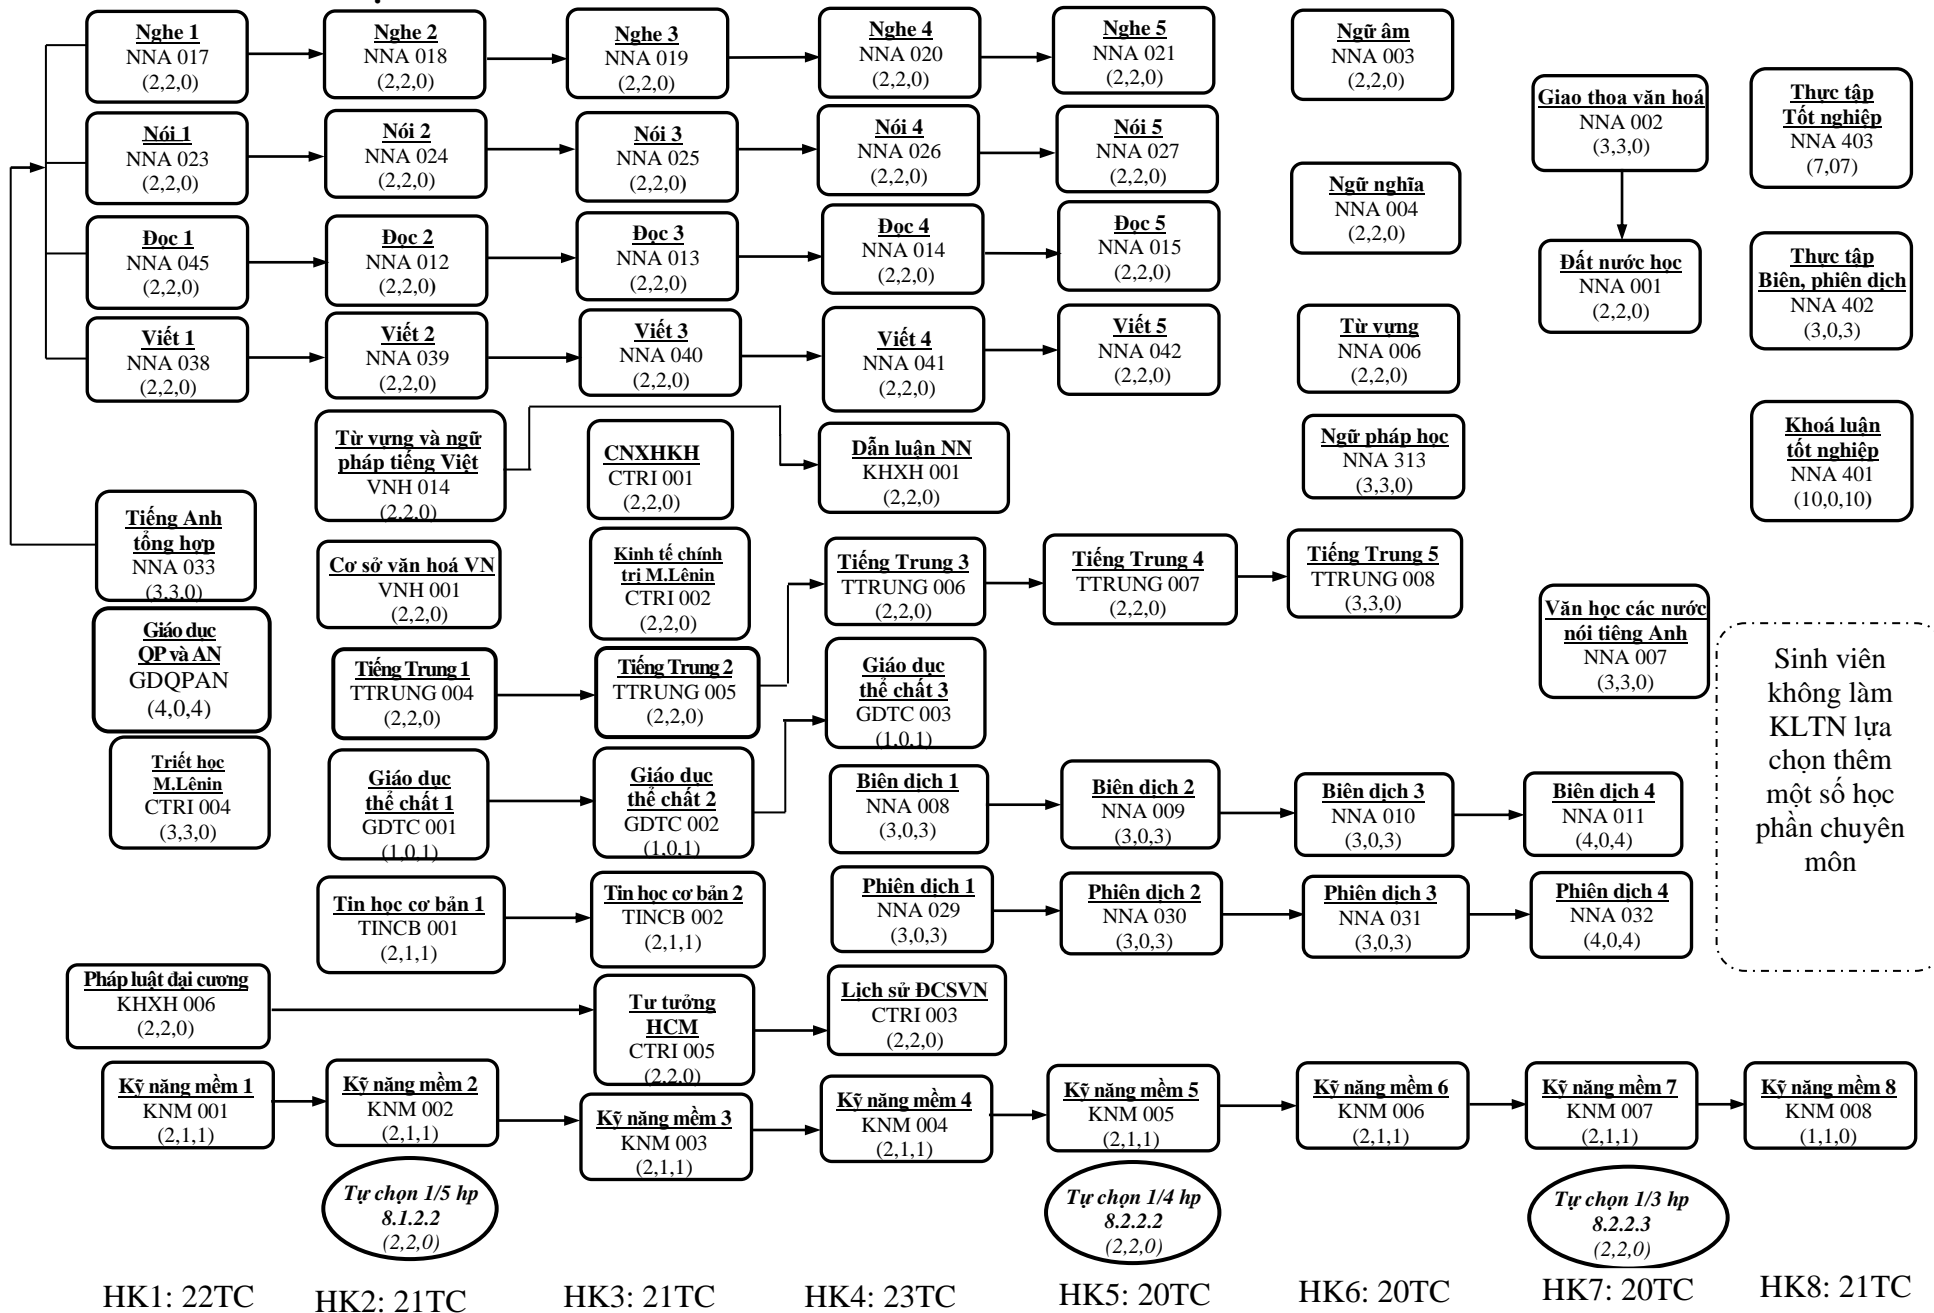 Nghe 1
NNA 017
(2,2,0)
Nghe 2
NNA 018
(2,2,0)
Nghe 3
NNA 019
(2,2,0)
Nghe 4
NNA 020
(2,2,0)
Nghe 5
NNA 021
(2,2,0)
Ngữ âm
NNA 003
(2,2,0)
Giao thoa văn hoá
NNA 002
(3,3,0)
Thực tập
Tốt nghiệp
NNA 403
(7,07)
Nói 1
NNA 023
(2,2,0)
Nói 2
NNA 024
(2,2,0)
Nói 3
NNA 025
(2,2,0)
Nói 4
NNA 026
(2,2,0)
Nói 5
NNA 027
(2,2,0)
Ngữ nghĩa
NNA 004
(2,2,0)
Đọc 1
NNA 045
(2,2,0)
Đọc 2
NNA 012
(2,2,0)
Đọc 3
NNA 013
(2,2,0)
Đọc 4
NNA 014
(2,2,0)
Đọc 5
NNA 015
(2,2,0)
Đất nước học
NNA 001
(2,2,0)
Thực tập
Biên, phiên dịch
NNA 402
(3,0,3)
Viết 1
NNA 038
(2,2,0)
Viết 2
NNA 039
(2,2,0)
Viết 3
NNA 040
(2,2,0)
Viết 4
NNA 041
(2,2,0)
Viết 5
NNA 042
(2,2,0)
Từ vựng
NNA 006
(2,2,0)
Từ vựng và ngữ
pháp tiếng Việt
VNH 014
(2,2,0)
CNXHKH
CTRI 001
(2,2,0)
Dẫn luận NN
KHXH 001
(2,2,0)
Ngữ pháp học
NNA 313
(3,3,0)
Khoá luận
tốt nghiệp
NNA 401
(10,0,10)
Tiếng Anh
tổng hợp
NNA 033
(3,3,0)
Cơ sở văn hoá VN
VNH 001
(2,2,0)
Kinh tế chính
trị M.Lênin
CTRI 002
(2,2,0)
Tiếng Trung 3
TTRUNG 006
(2,2,0)
Tiếng Trung 4
TTRUNG 007
(2,2,0)
Tiếng Trung 5
TTRUNG 008
(3,3,0)
Văn học các nước
nói tiêng Anh
NNA 007
(3,3,0)
Giáo dục
QP và AN
GDQPAN
(4,0,4)
Tiếng Trung 1
TTRUNG 004
(2,2,0)
Tiếng Trung 2
TTRUNG 005
(2,2,0)
Giáo dục
thể chất 3
GDTC 003
(1,0,1)
Sinh viên
không làm
KLTN lựa
chọn thêm
một số học
phần chuyên
môn
Triết học
M.Lênin
CTRI 004
(3,3,0)
Giáo dục
thể chất 1
GDTC 001
(1,0,1)
Giáo dục
thể chất 2
GDTC 002
(1,0,1)
Biên dịch 1
NNA 008
(3,0,3)
Biên dịch 2
NNA 009
(3,0,3)
Biên dịch 3
NNA 010
(3,0,3)
Biên dịch 4
NNA 011
(4,0,4)
Tin học cơ bản 1
TINCB 001
(2,1,1)
Tin học cơ bản 2
TINCB 002
(2,1,1)
Phiên dịch 1
NNA 029
(3,0,3)
Phiên dịch 2
NNA 030
(3,0,3)
Phiên dịch 3
NNA 031
(3,0,3)
Phiên dịch 4
NNA 032
(4,0,4)
Pháp luật đại cương
KHXH 006
(2,2,0)
Tư tưởng
HCM
CTRI 005
(2,2,0)
Lịch sử ĐCSVN
CTRI 003
(2,2,0)
Kỹ năng mềm 1
KNM 001
(2,1,1)
Kỹ năng mềm 2
KNM 002
(2,1,1)
Kỹ năng mềm 3
KNM 003
(2,1,1)
Kỹ năng mềm 4
KNM 004
(2,1,1)
Kỹ năng mềm 5
KNM 005
(2,1,1)
Kỹ năng mềm 6
KNM 006
(2,1,1)
Kỹ năng mềm 7
KNM 007
(2,1,1)
Kỹ năng mềm 8
KNM 008
(1,1,0)
Tự chọn 1/5 hp
8.1.2.2
(2,2,0)
Tự chọn 1/4 hp
8.2.2.2
(2,2,0)
Tự chọn 1/3 hp
8.2.2.3
(2,2,0)
HK1: 22TC
HK2: 21TC
HK3: 21TC
HK4: 23TC
HK5: 20TC
HK6: 20TC
HK7: 20TC
HK8: 21TC